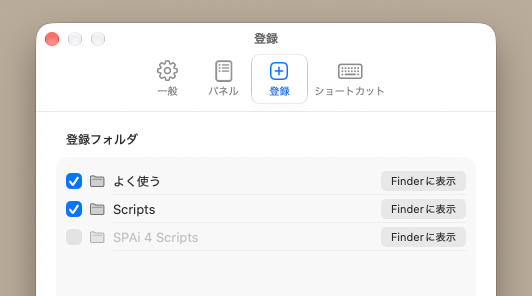 登録
一般 パネル 登録 ショートカット
登録フォルダ
よく使う Finderに表示
Scripts Finderに表示
SPAi 4 Scripts Finderに表示